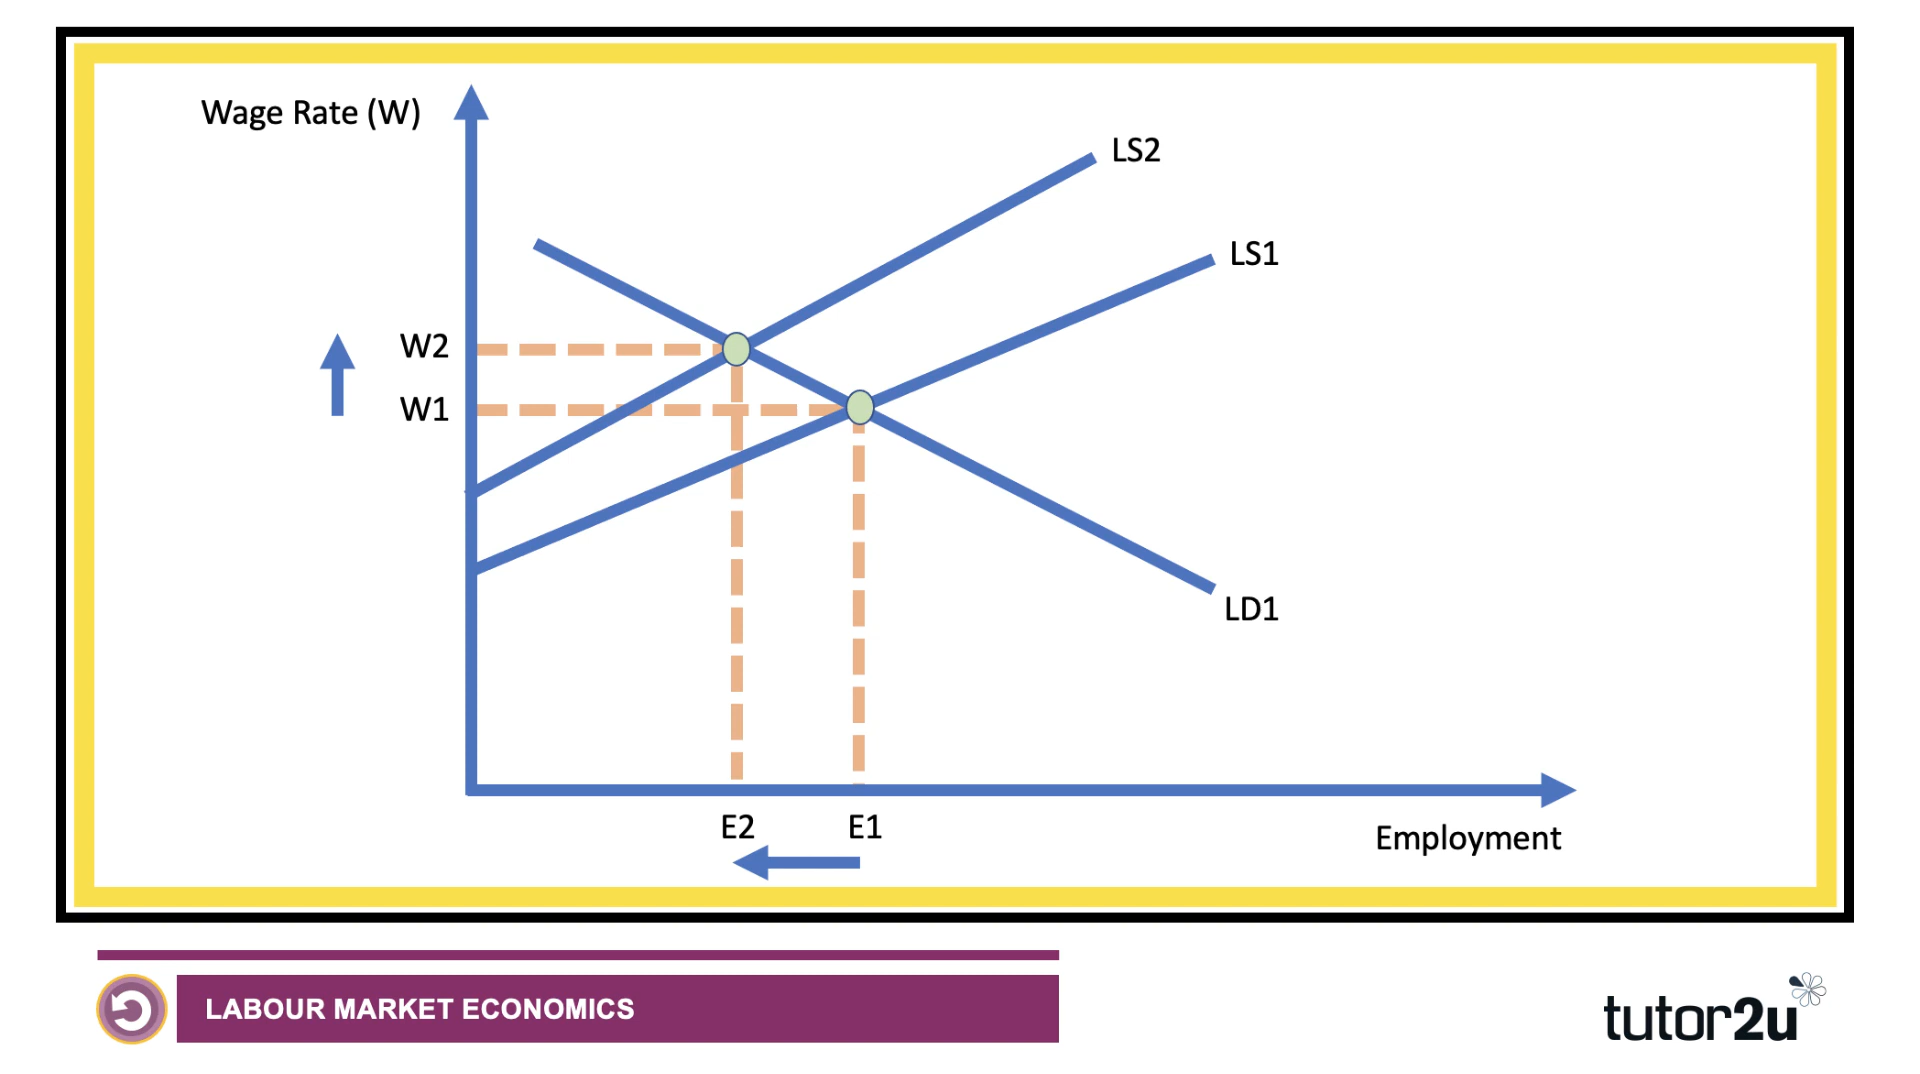 Wage Rate (W)
LS2
LS1
W2
W1
LD1
E2
E1
Employment
LABOUR MARKET ECONOMICS
tutor2u